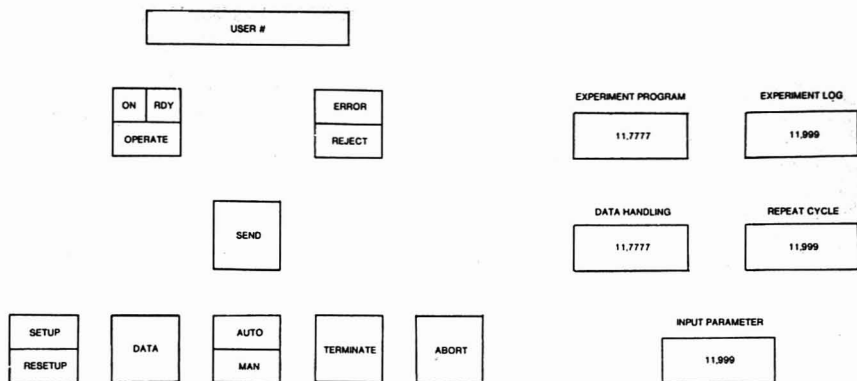 USER #
ON RDY
OPERATE
ERROR
REJECT
EXPERIMENT PROGRAM
11,7777
EXPERIMENT LOG
11,999
SEND
DATA HANDLING
11,7777
REPEAT CYCLE
11,999
SETUP
RESETUP
DATA
AUTO
MAN
TERMINATE
ABORT
INPUT PARAMETER
11,999